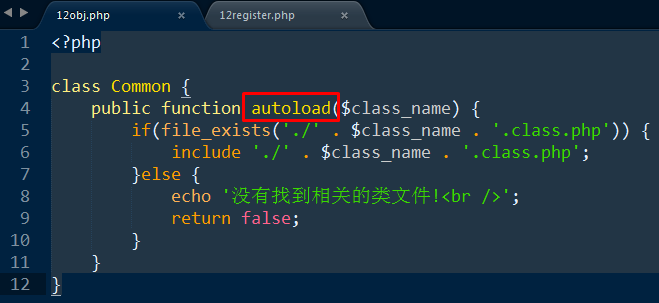 12obj.php × 12register.php ×
1 <?php
2
3 class Common {
4     public function autoload($class_name) {
5         if(file_exists('./' . $class_name . '.class.php')) {
6             include './' . $class_name . '.class.php';
7         }else {
8             echo '没有找到相关的类文件!<br />';
9             return false;
10         }
11     }
12 }